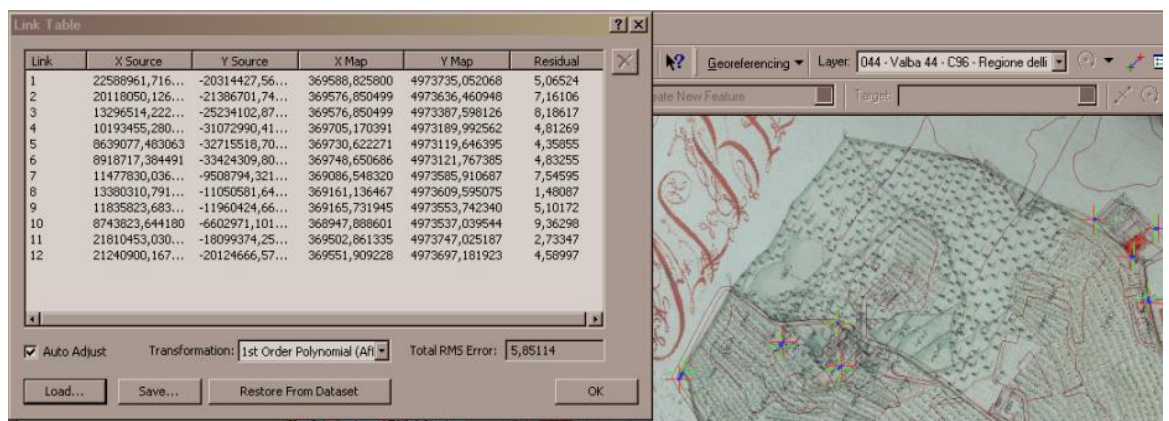 Link Table
Link X Source Y Source X Map Y Map Residual
1 22588961,716... -20314427,56... 369588,825800 4973735,052068 5,06524
2 20118050,126... -21386701,74... 369576,850499 4973636,460948 7,16106
3 13296514,222... -25234102,87... 369576,850499 4973387,598126 8,18617
4 10193455,280... -31072990,41... 369705,170391 4973189,992562 4,81269
5 8639077,483063 -32715518,70... 369730,622271 4973119,646395 4,35855
6 8918717,384491 -33424309,80... 369748,650686 4973121,767385 4,83255
7 11477830,036... -9508794,321... 369086,548320 4973585,910687 7,54595
8 13380310,791... -11050581,64... 369161,136467 4973609,595075 1,48087
9 11835823,683... -11960424,66... 369165,731945 4973553,742340 5,10172
10 8743823,644180 -6602971,101... 368947,888601 4973537,039544 9,36298
11 21810453,030... -18099374,25... 369502,861335 4973747,025187 2,73347
12 21240900,167... -20124666,57... 369551,909228 4973697,181923 4,58997
Auto Adjust Transformation: 1st Order Polynomial (Aff Total RMS Error: 5,85114
Load... Save... Restore From Dataset OK
Georeferencing Layer: 044 - Valba 44 - C96 - Regione delli
eate New Feature Target: